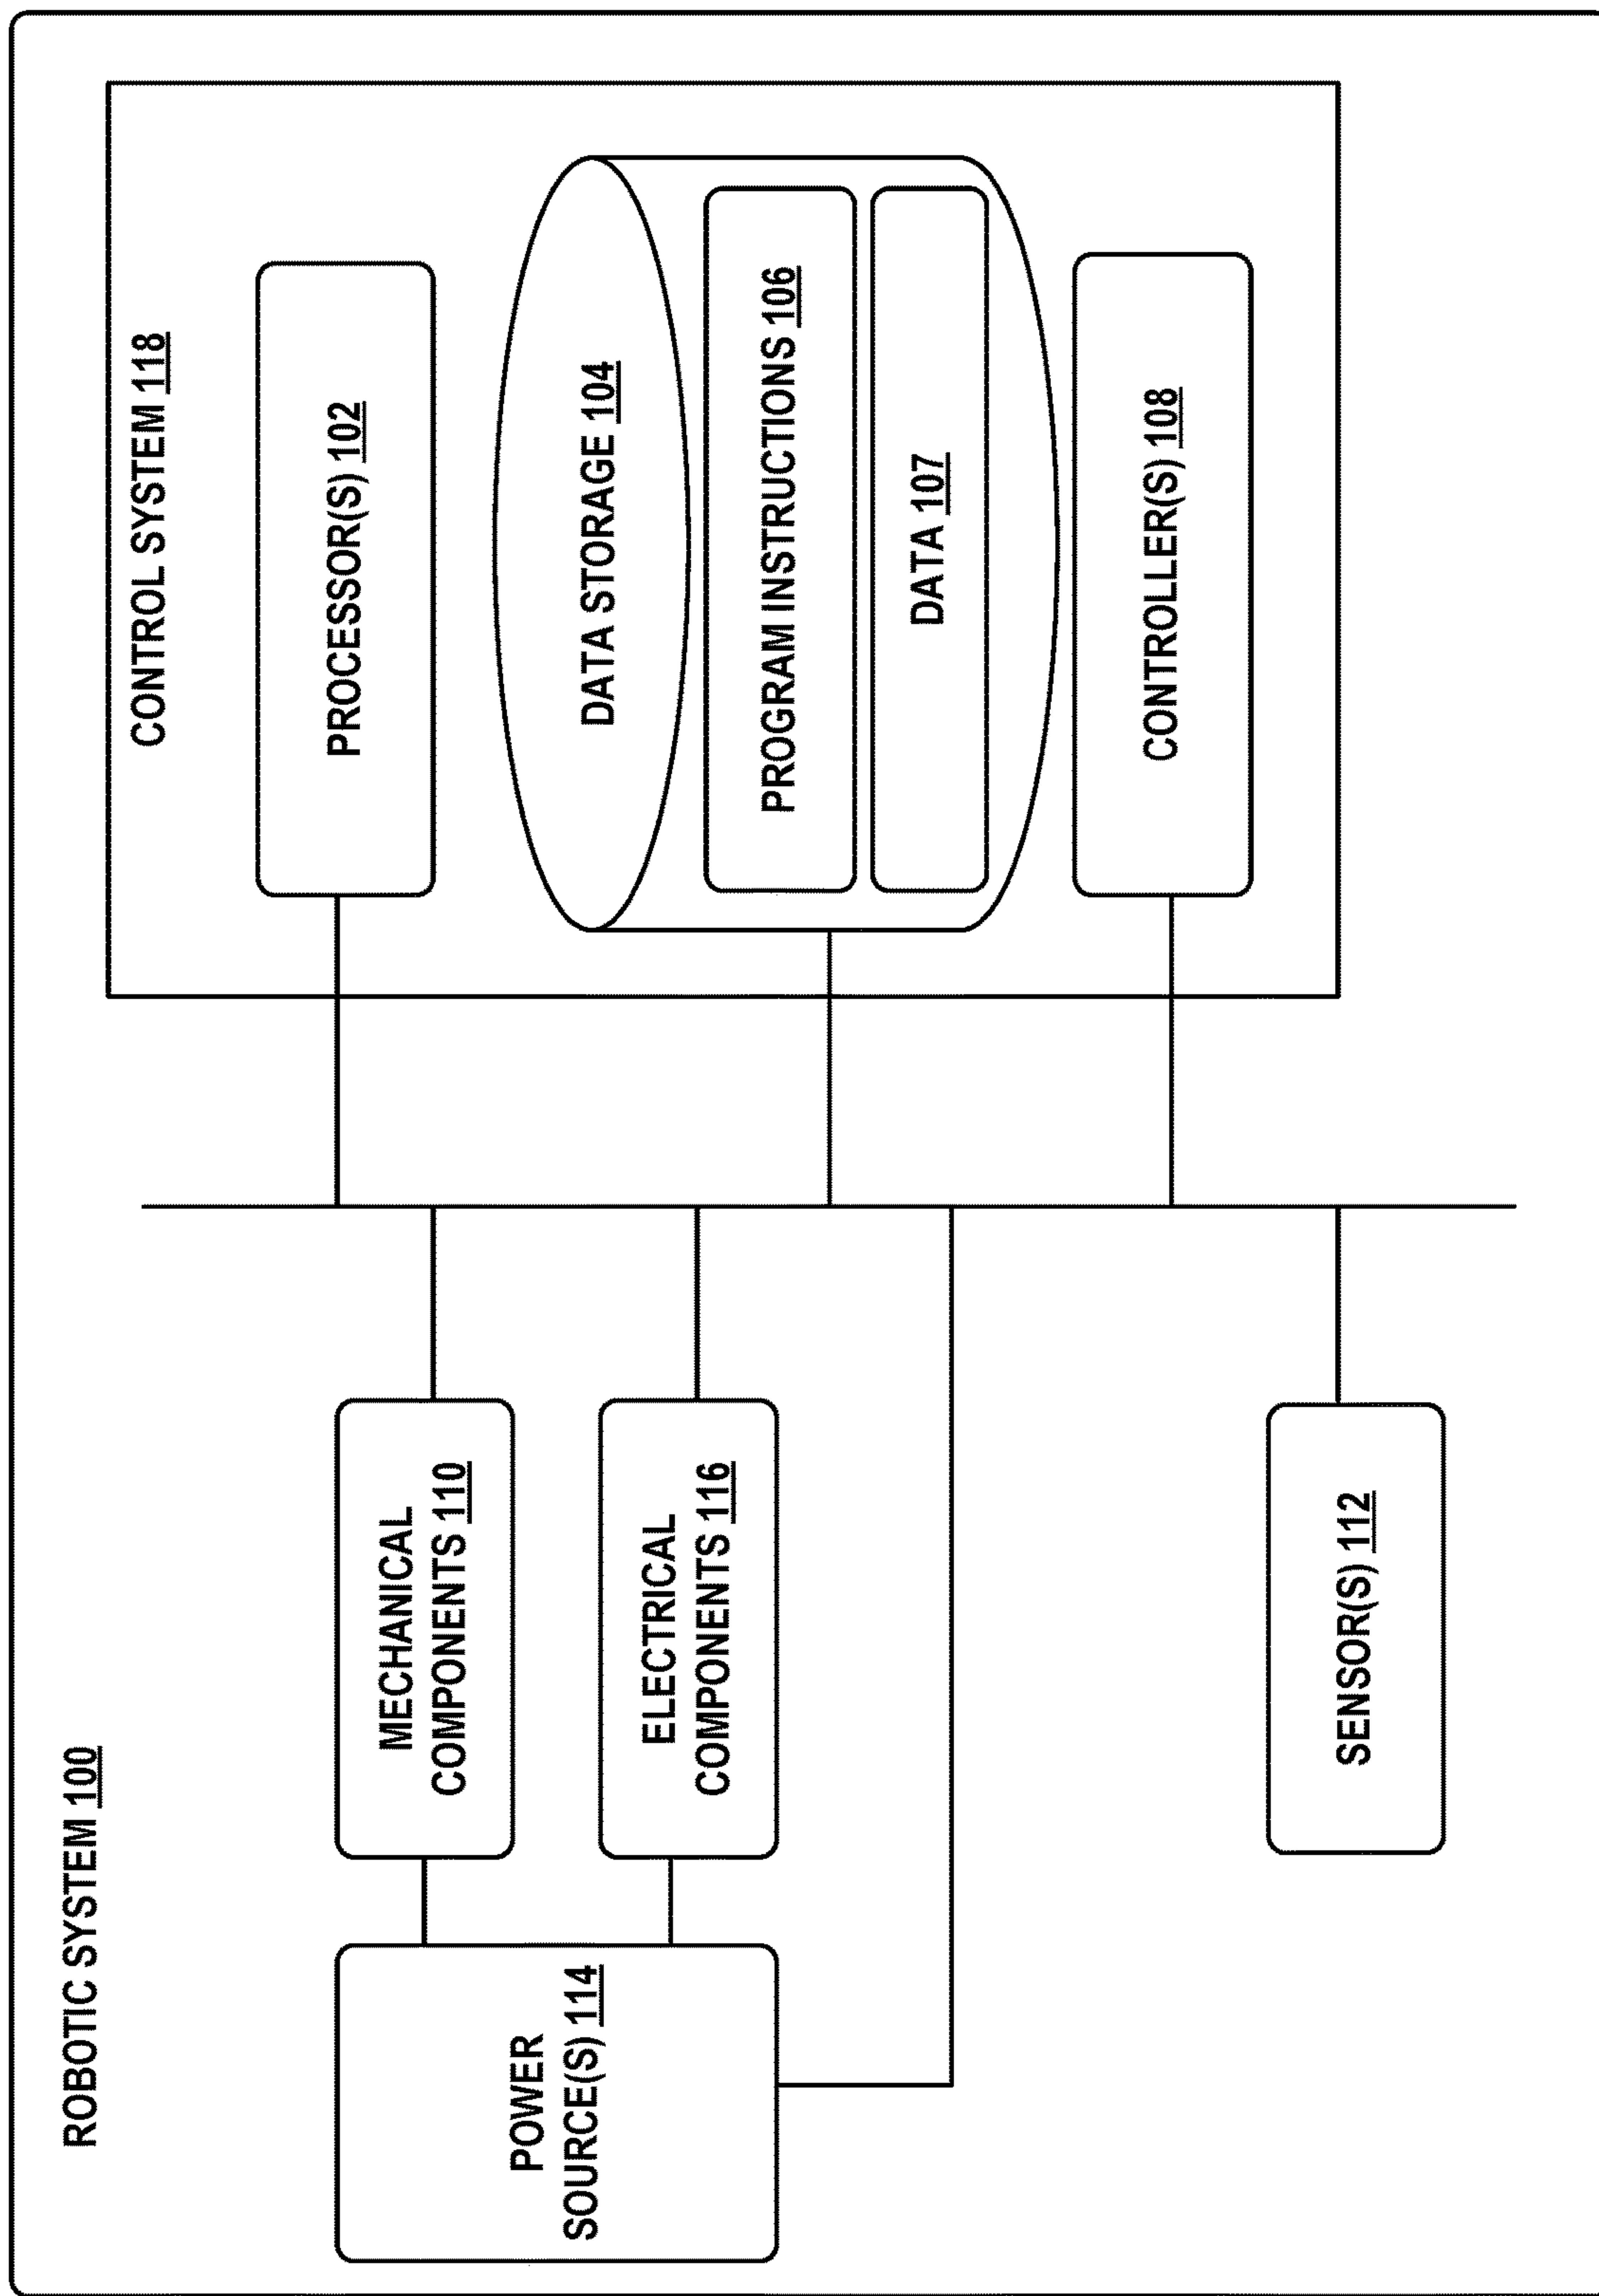 ROBOTIC SYSTEM 100
CONTROL SYSTEM 118
POWER
SOURCE(S) 114
MECHANICAL
COMPONENTS 110
ELECTRICAL
COMPONENTS 116
SENSOR(S) 112
PROCESSOR(S) 102
DATA STORAGE 104
PROGRAM INSTRUCTIONS 106
DATA 107
CONTROLLER(S) 108